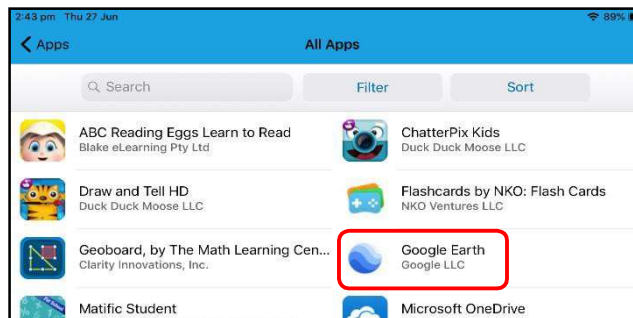 2:43 pm Thu 27 Jun 89%
Apps All Apps
Search Filter Sort
ABC Reading Eggs Learn to Read
Blake eLearning Pty Ltd
ChatterPix Kids
Duck Duck Moose LLC
Draw and Tell HD
Duck Duck Moose LLC
Flashcards by NKO: Flash Cards
NKO Ventures LLC
Geoboard, by The Math Learning Cen...
Clarity Innovations, Inc.
Google Earth
Google LLC
Matific Student
Microsoft OneDrive